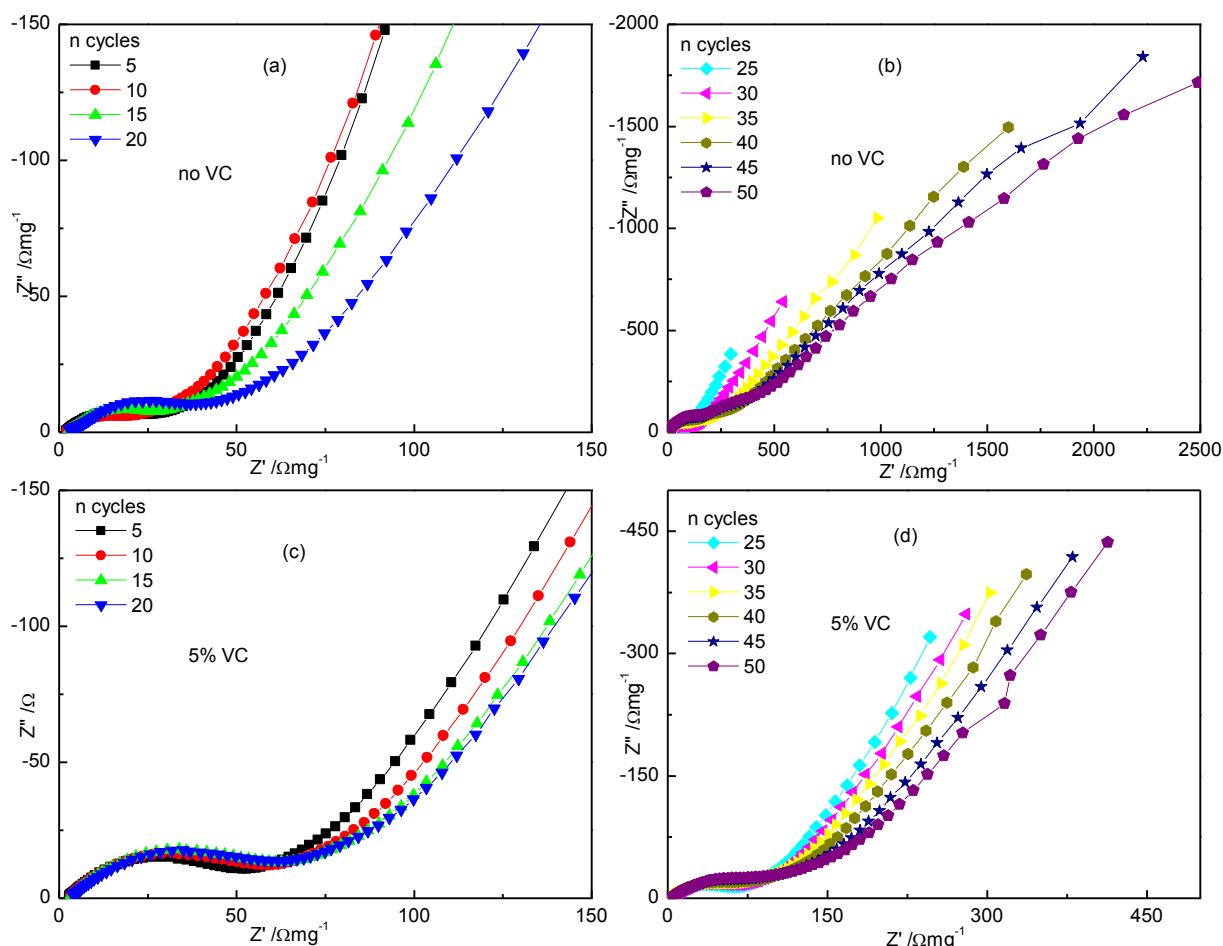 -150
-100
-50
0
-Z'' /Ωmg⁻¹
n cycles
5
10
15
20
(a)
no VC
0
50
100
150
Z' /Ωmg⁻¹
-2000
-1500
-1000
-500
0
-Z'' /Ωmg⁻¹
n cycles
25
30
35
40
45
50
(b)
no VC
0
500
1000
1500
2000
2500
Z' /Ωmg⁻¹
-150
-100
-50
0
Z'' /Ω
n cycles
5
10
15
20
(c)
5% VC
0
50
100
150
Z' /Ωmg⁻¹
-450
-300
-150
0
Z'' /Ωmg⁻¹
n cycles
25
30
35
40
45
50
(d)
5% VC
0
150
300
450
Z' /Ωmg⁻¹